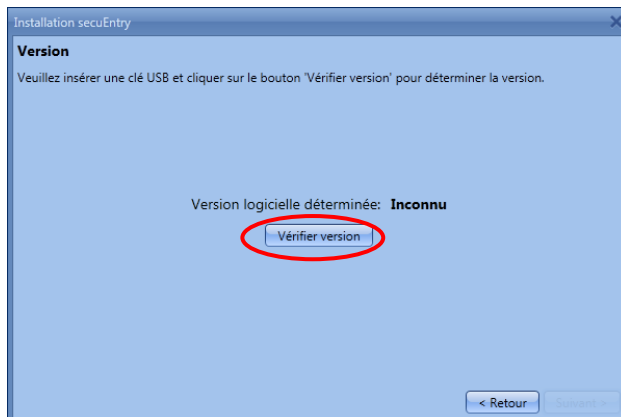 Installation secuEntry
Version
Veuillez insérer une clé USB et cliquer sur le bouton 'Vérifier version' pour déterminer la version.
Version logicielle déterminée: Inconnu
Vérifier version
< Retour
Suivant >